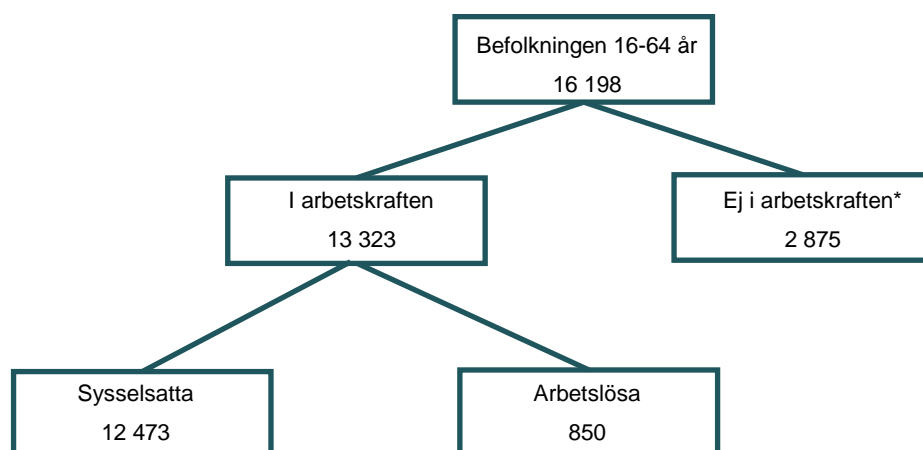 Befolkningen 16-64 år
16 198
I arbetskraften
13 323
Ej i arbetskraften*
2 875
Sysselsatta
12 473
Arbetslösa
850